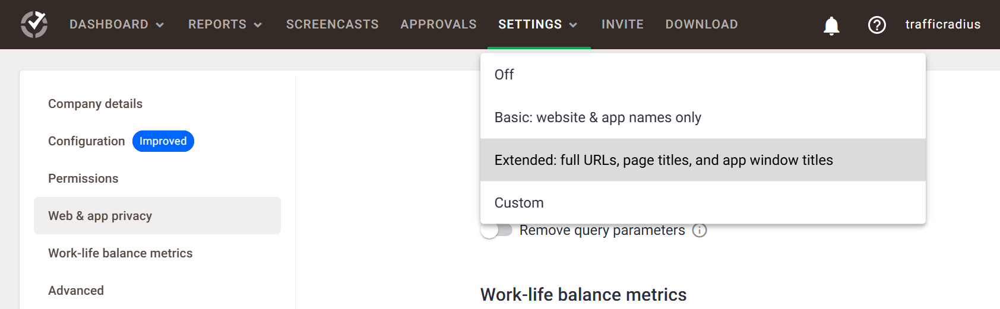 DASHBOARD REPORTS SCREENCASTS APPROVALS SETTINGS INVITE DOWNLOAD trafficradius
Company details
Configuration Improved
Permissions
Web & app privacy
Work-life balance metrics
Advanced
Off
Basic: website & app names only
Extended: full URLs, page titles, and app window titles
Custom
Remove query parameters
Work-life balance metrics